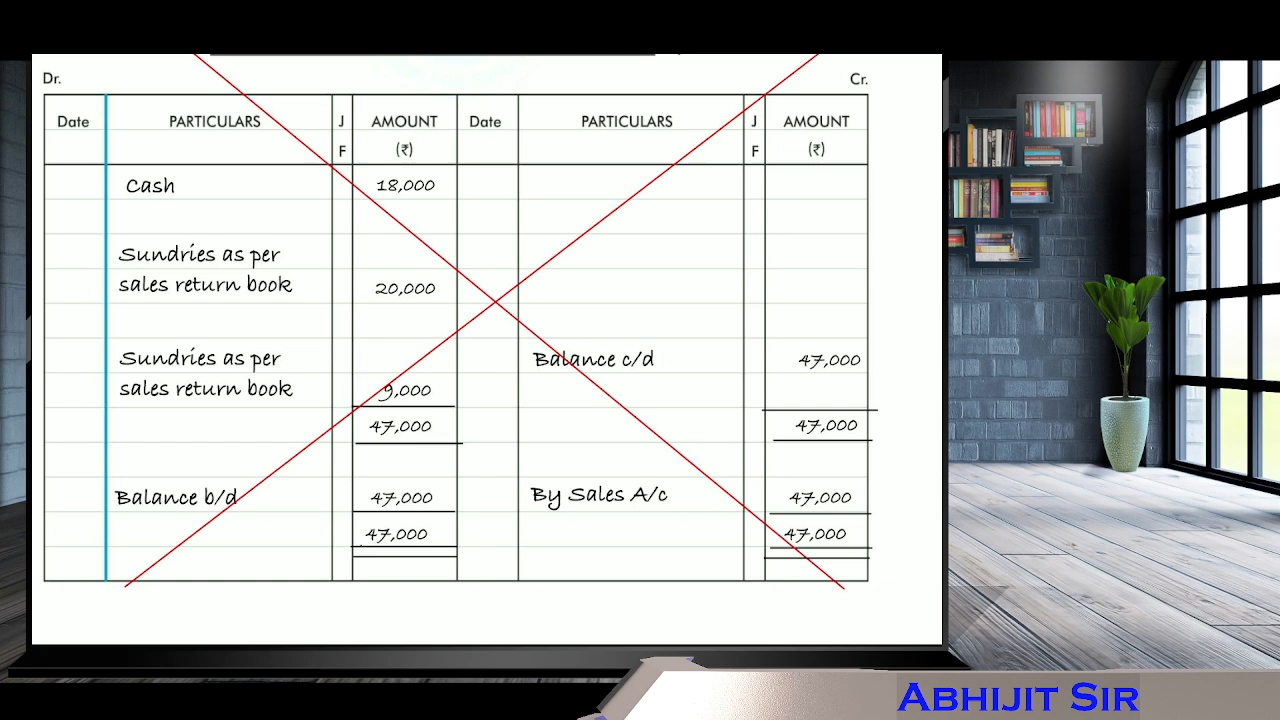 Dr. Cr.
Date PARTICULARS J AMOUNT Date PARTICULARS J AMOUNT
F (₹) F (₹)
Cash 18,000
Sundries as per
sales return book 20,000
Sundries as per Balance c/d 47,000
sales return book 9,000
47,000 47,000
Balance b/d 47,000 By Sales A/c 47,000
47,000 47,000
ABHIJIT SIR